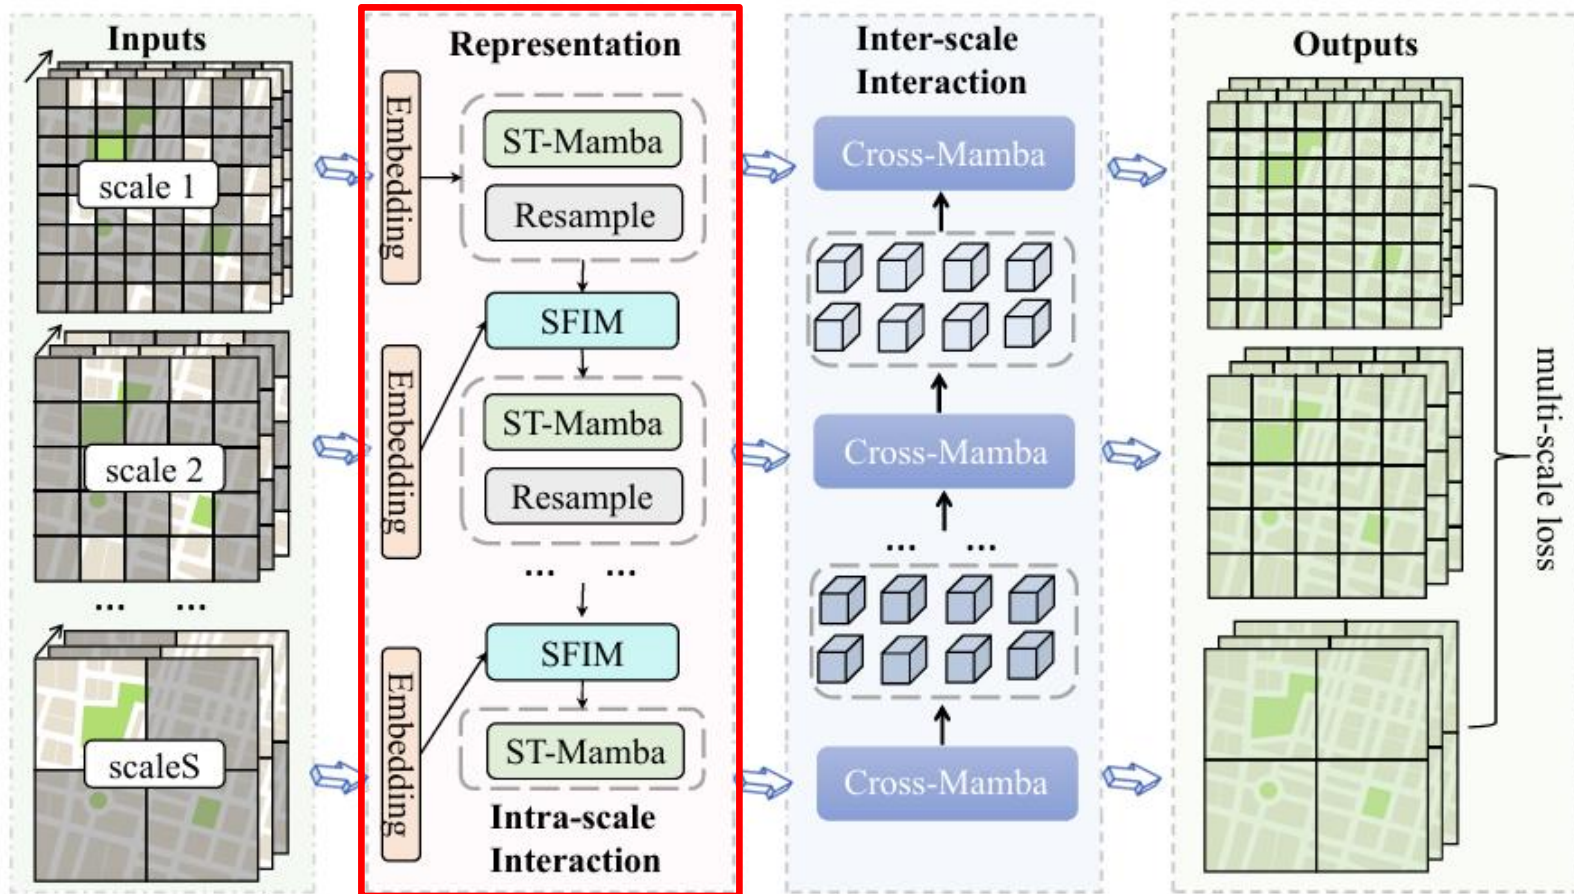 Inputs
scale 1
scale 2
... ...
scaleS
Representation
Embedding
ST-Mamba
Resample
SFIM
Embedding
ST-Mamba
Resample
... ...
SFIM
Embedding
ST-Mamba
Intra-scale
Interaction
Inter-scale
Interaction
Cross-Mamba
Cross-Mamba
... ...
Cross-Mamba
Outputs
multi-scale loss